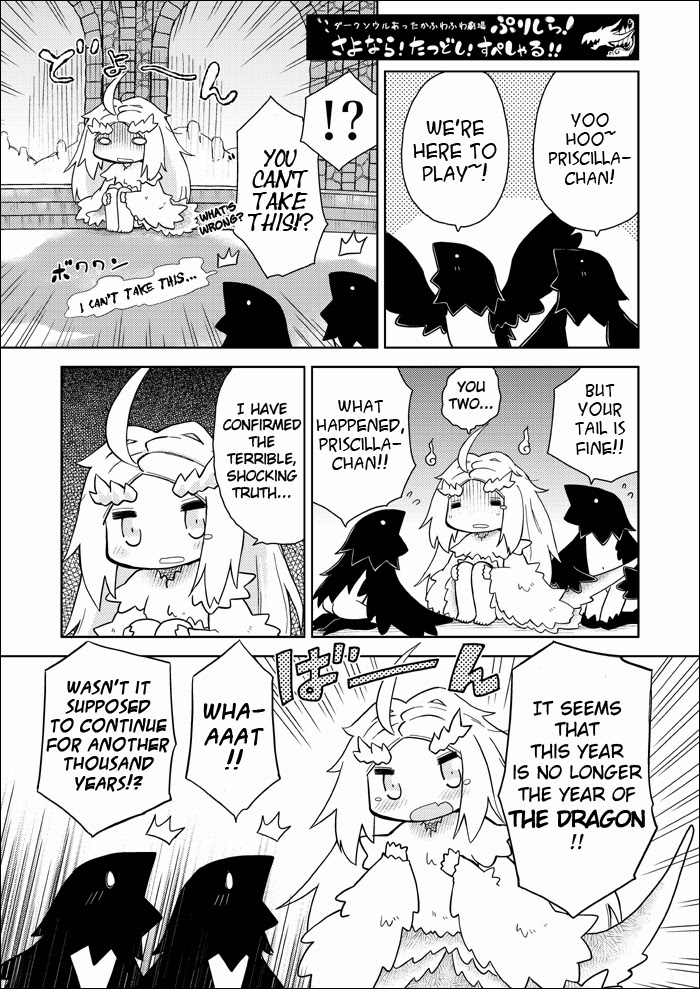 ダークソウルあったかふわふわ劇場 ぷりしら!
さよなら!たつどし!すぺしゃる!!
YOO
HOO~
PRISCILLA-
CHAN!
WE'RE
HERE TO
PLAY~!
!?
YOU
CAN'T
TAKE
THIS!?
WHAT'S
WRONG?
どよ〜ん
ボワワン
I CAN'T TAKE THIS...
BUT
YOUR
TAIL IS
FINE!!
YOU
TWO...
WHAT
HAPPENED,
PRISCILLA-
CHAN!!
I HAVE
CONFIRMED
THE
TERRIBLE,
SHOCKING
TRUTH...
ばーん
IT SEEMS
THAT
THIS YEAR
IS NO LONGER
THE YEAR OF
THE DRAGON
!!
WHA-
AAAT
!!
WASN'T IT
SUPPOSED
TO CONTINUE
FOR ANOTHER
THOUSAND
YEARS!?